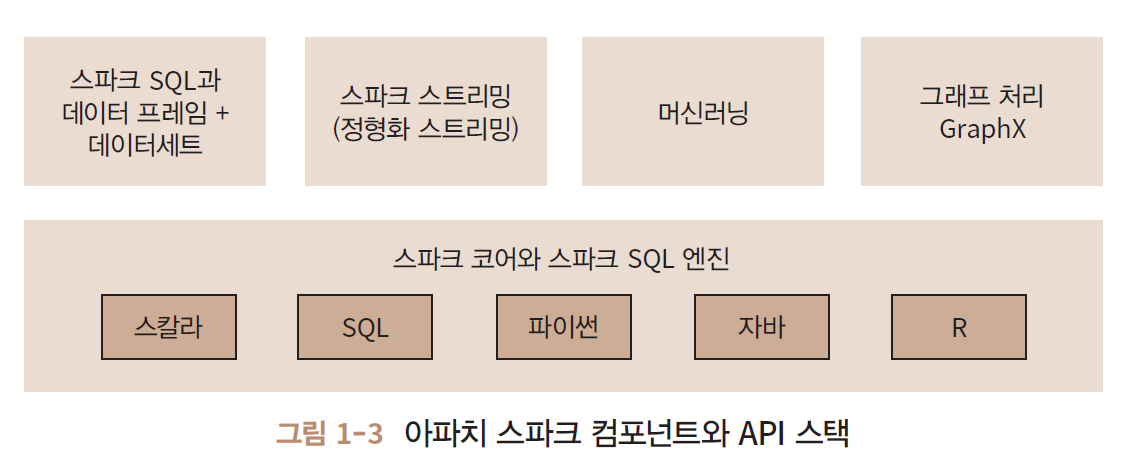 스파크 SQL과
데이터 프레임 +
데이터세트
스파크 스트리밍
(정형화 스트리밍)
머신러닝
그래프 처리
GraphX
스파크 코어와 스파크 SQL 엔진
스칼라
SQL
파이썬
자바
R
그림 1-3 아파치 스파크 컴포넌트와 API 스택